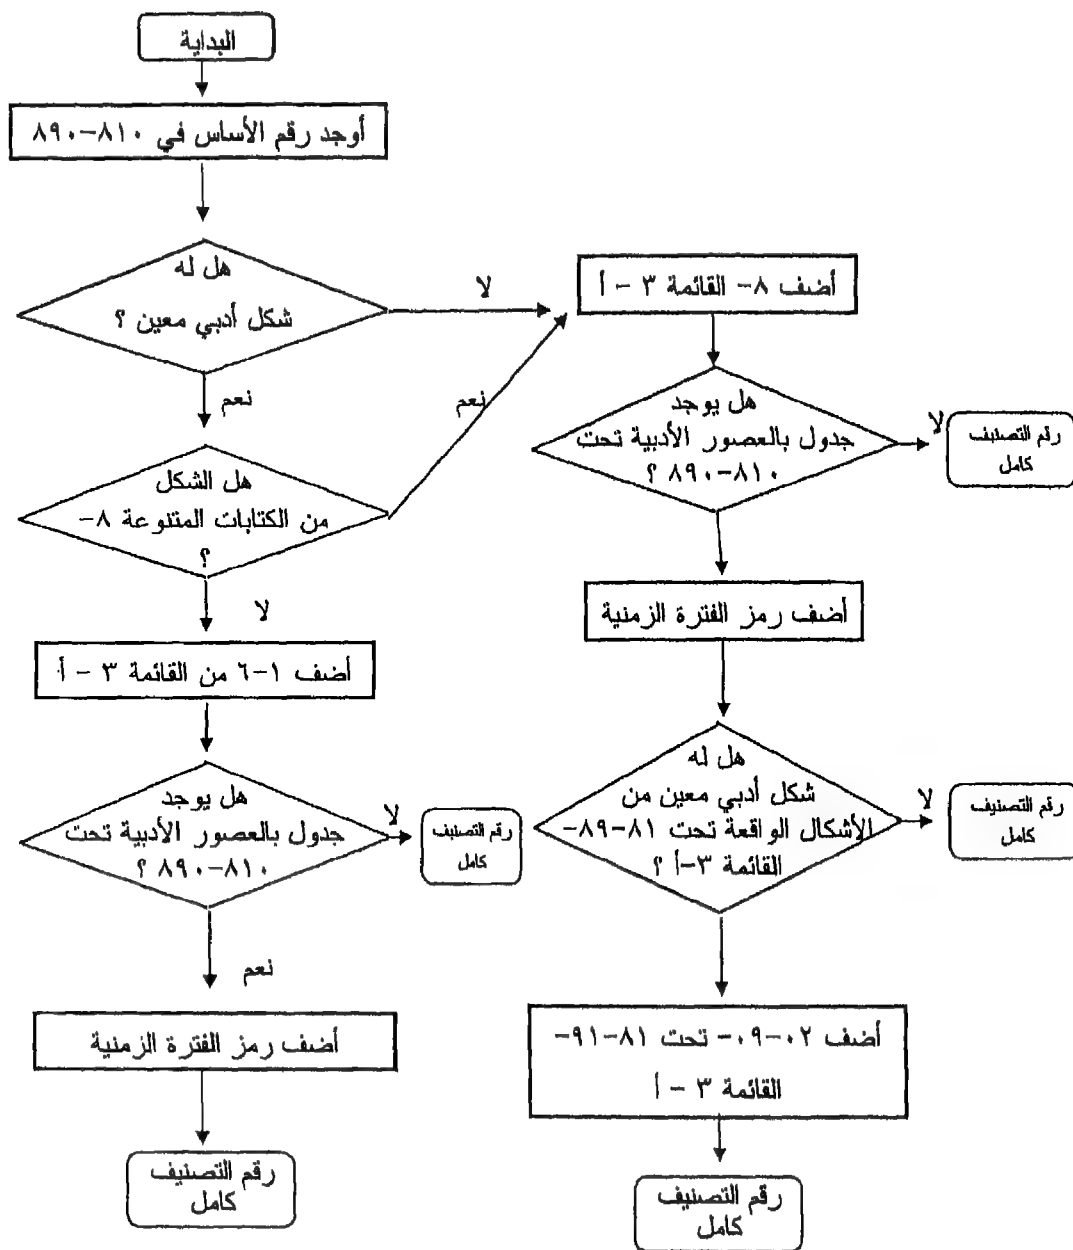 البداية
أوجد رقم الأساس في ٨١٠-٨٩٠
هل له
شكل أدبي معين ؟
لا
نعم
هل الشكل
من الكتابات المتنوعة ٨-
؟
نعم
لا
أضف ١-٦ من القائمة ٣ - أ
هل يوجد
جدول بالعصور الأدبية تحت
٨١٠-٨٩٠ ؟
لا
رقم التصنيف
كامل
نعم
أضف رمز الفترة الزمنية
رقم التصنيف
كامل
أضف ٨- القائمة ٣ - أ
هل يوجد
جدول بالعصور الأدبية تحت
٨١٠-٨٩٠ ؟
لا
رقم التصنيف
كامل
أضف رمز الفترة الزمنية
هل له
شكل أدبي معين من
الأشكال الواقعة تحت ٨١-٨٩-
القائمة ٣-أ ؟
لا
رقم التصنيف
كامل
أضف ٠٢-٠٩- تحت ٨١-٩١-
القائمة ٣ - أ
رقم التصنيف
كامل